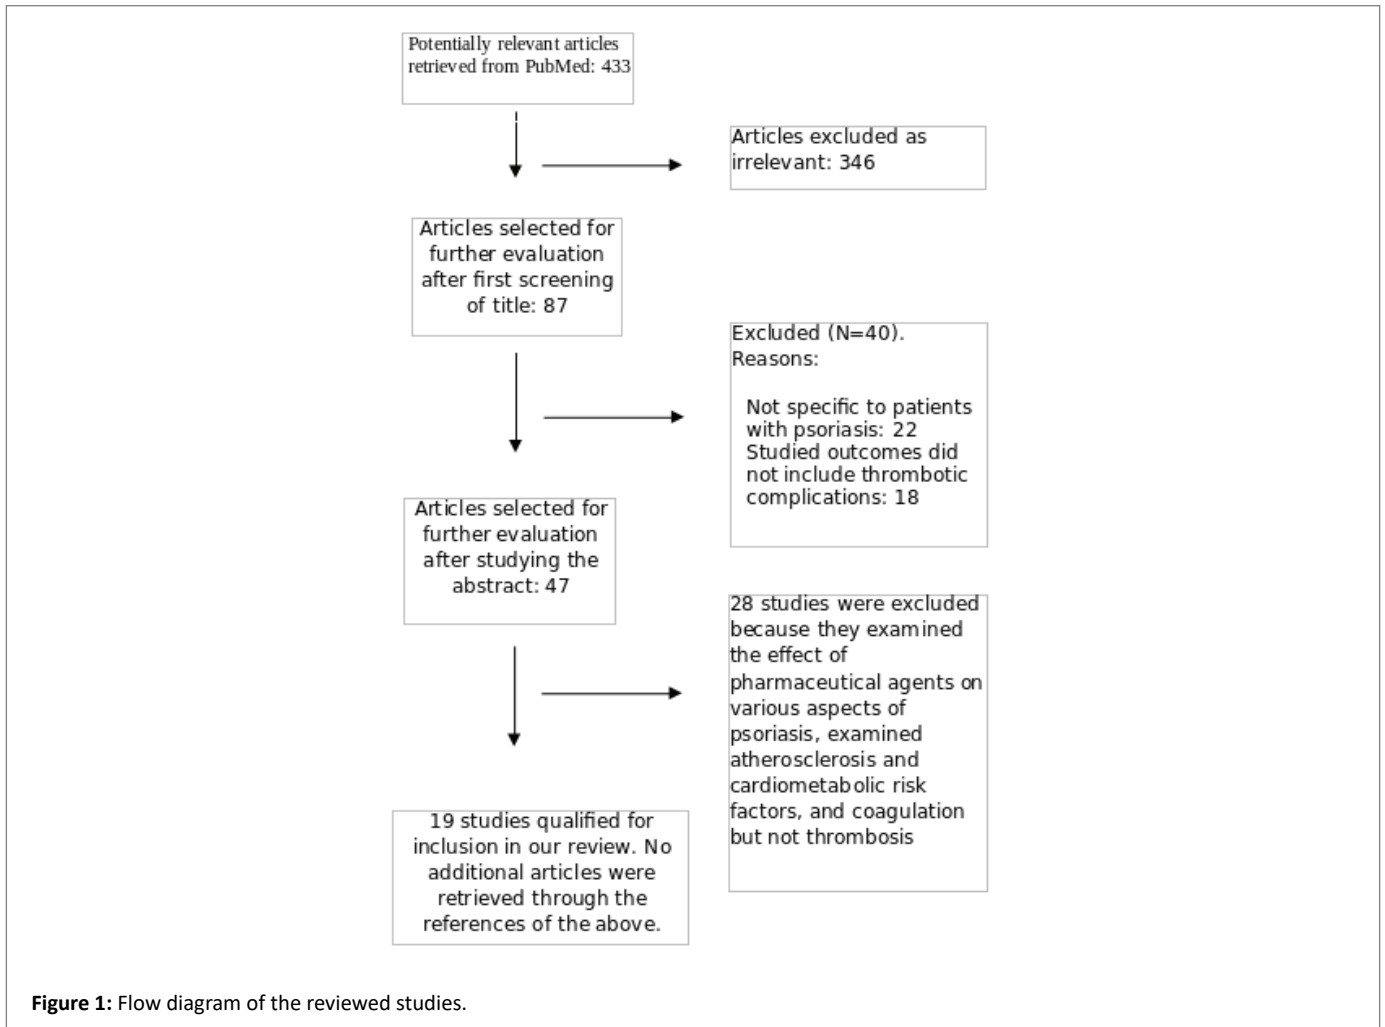 Potentially relevant articles
retrieved from PubMed: 433
Articles excluded as
irrelevant: 346
Articles selected for
further evaluation
after first screening
of title: 87
Excluded (N=40).
Reasons:
Not specific to patients
with psoriasis: 22
Studied outcomes did
not include thrombotic
complications: 18
Articles selected for
further evaluation
after studying the
abstract: 47
28 studies were excluded
because they examined
the effect of
pharmaceutical agents on
various aspects of
psoriasis, examined
atherosclerosis and
cardiometabolic risk
factors, and coagulation
but not thrombosis
19 studies qualified for
inclusion in our review. No
additional articles were
retrieved through the
references of the above.
Figure 1: Flow diagram of the reviewed studies.